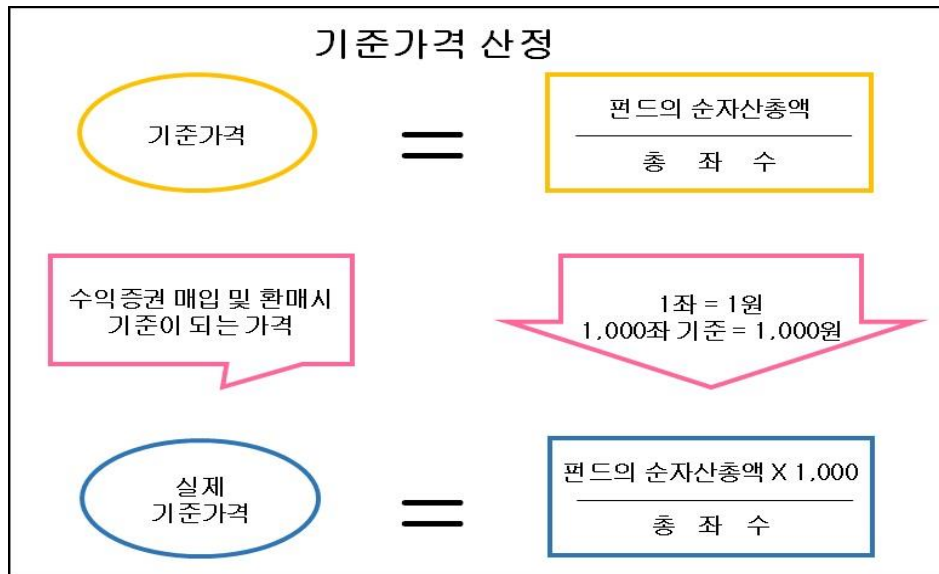 기준가격 산정
기준가격
=
펀드의 순자산총액
총 좌 수
수익증권 매입 및 환매시
기준이 되는 가격
1좌 = 1원
1,000좌 기준 = 1,000원
실제
기준가격
=
펀드의 순자산총액 X 1,000
총 좌 수